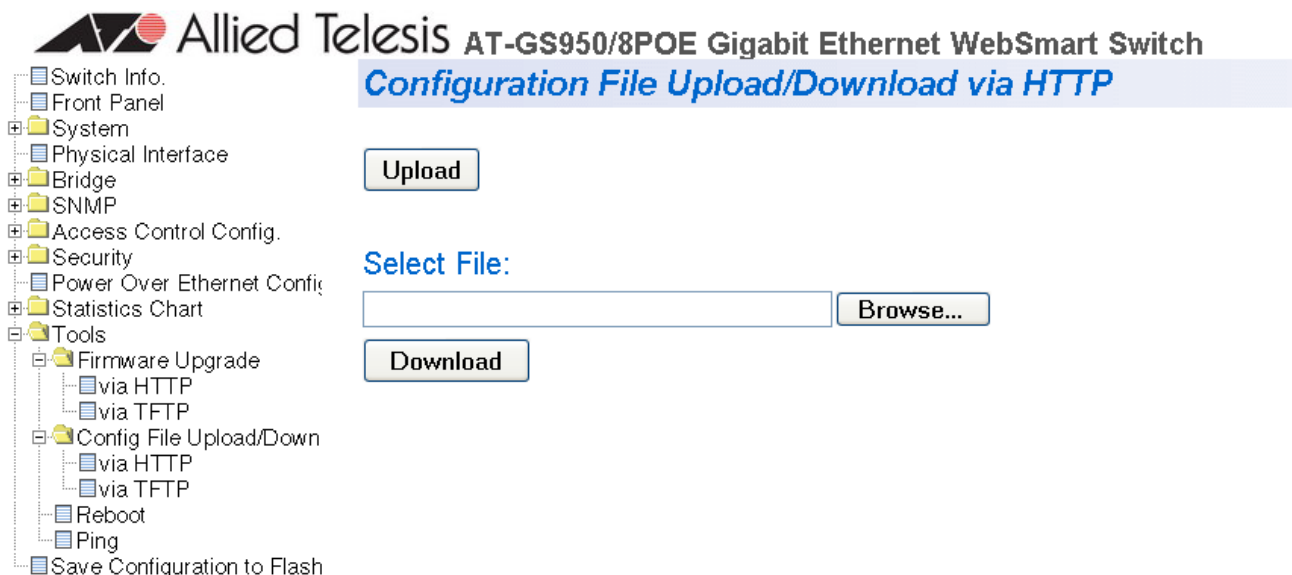 Allied Telesis AT-GS950/8POE Gigabit Ethernet WebSmart Switch
Configuration File Upload/Download via HTTP
Switch Info.
Front Panel
System
Physical Interface
Bridge
SNMP
Access Control Config.
Security
Power Over Ethernet Config
Statistics Chart
Tools
Firmware Upgrade
via HTTP
via TFTP
Config File Upload/Down
via HTTP
via TFTP
Reboot
Ping
Save Configuration to Flash
Upload
Select File:
Browse...
Download